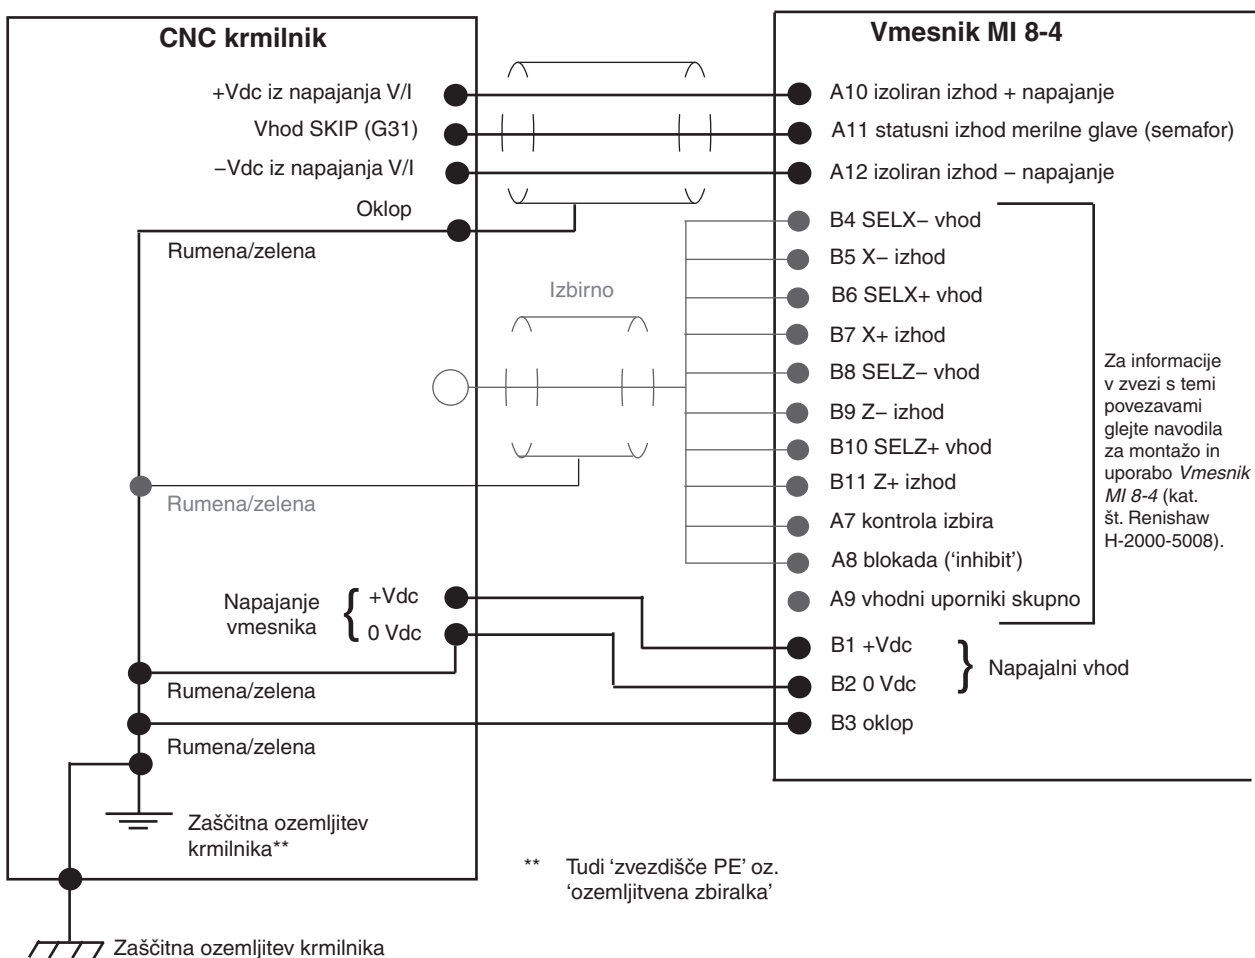 CNC krmilnik
Vmesnik MI 8-4
+Vdc iz napajanja V/I
Vhod SKIP (G31)
−Vdc iz napajanja V/I
Oklop
Rumena/zelena
A10 izoliran izhod + napajanje
A11 statusni izhod merilne glave (semafor)
A12 izoliran izhod − napajanje
B4 SELX− vhod
B5 X− izhod
B6 SELX+ vhod
B7 X+ izhod
B8 SELZ− vhod
B9 Z− izhod
B10 SELZ+ vhod
B11 Z+ izhod
A7 kontrola izbira
A8 blokada (‘inhibit’)
A9 vhodni uporniki skupno
Za informacije
v zvezi s temi
povezavami
glejte navodila
za montažo in
uporabo Vmesnik
MI 8-4 (kat.
št. Renishaw
H-2000-5008).
Izbirno
Rumena/zelena
Napajanje
vmesnika
{
+Vdc
0 Vdc
B1 +Vdc
B2 0 Vdc
}
Napajalni vhod
B3 oklop
Rumena/zelena
Rumena/zelena
Zaščitna ozemljitev
krmilnika**
** Tudi ‘zvezdišče PE’ oz.
‘ozemljitvena zbiralka’
Zaščitna ozemljitev krmilnika